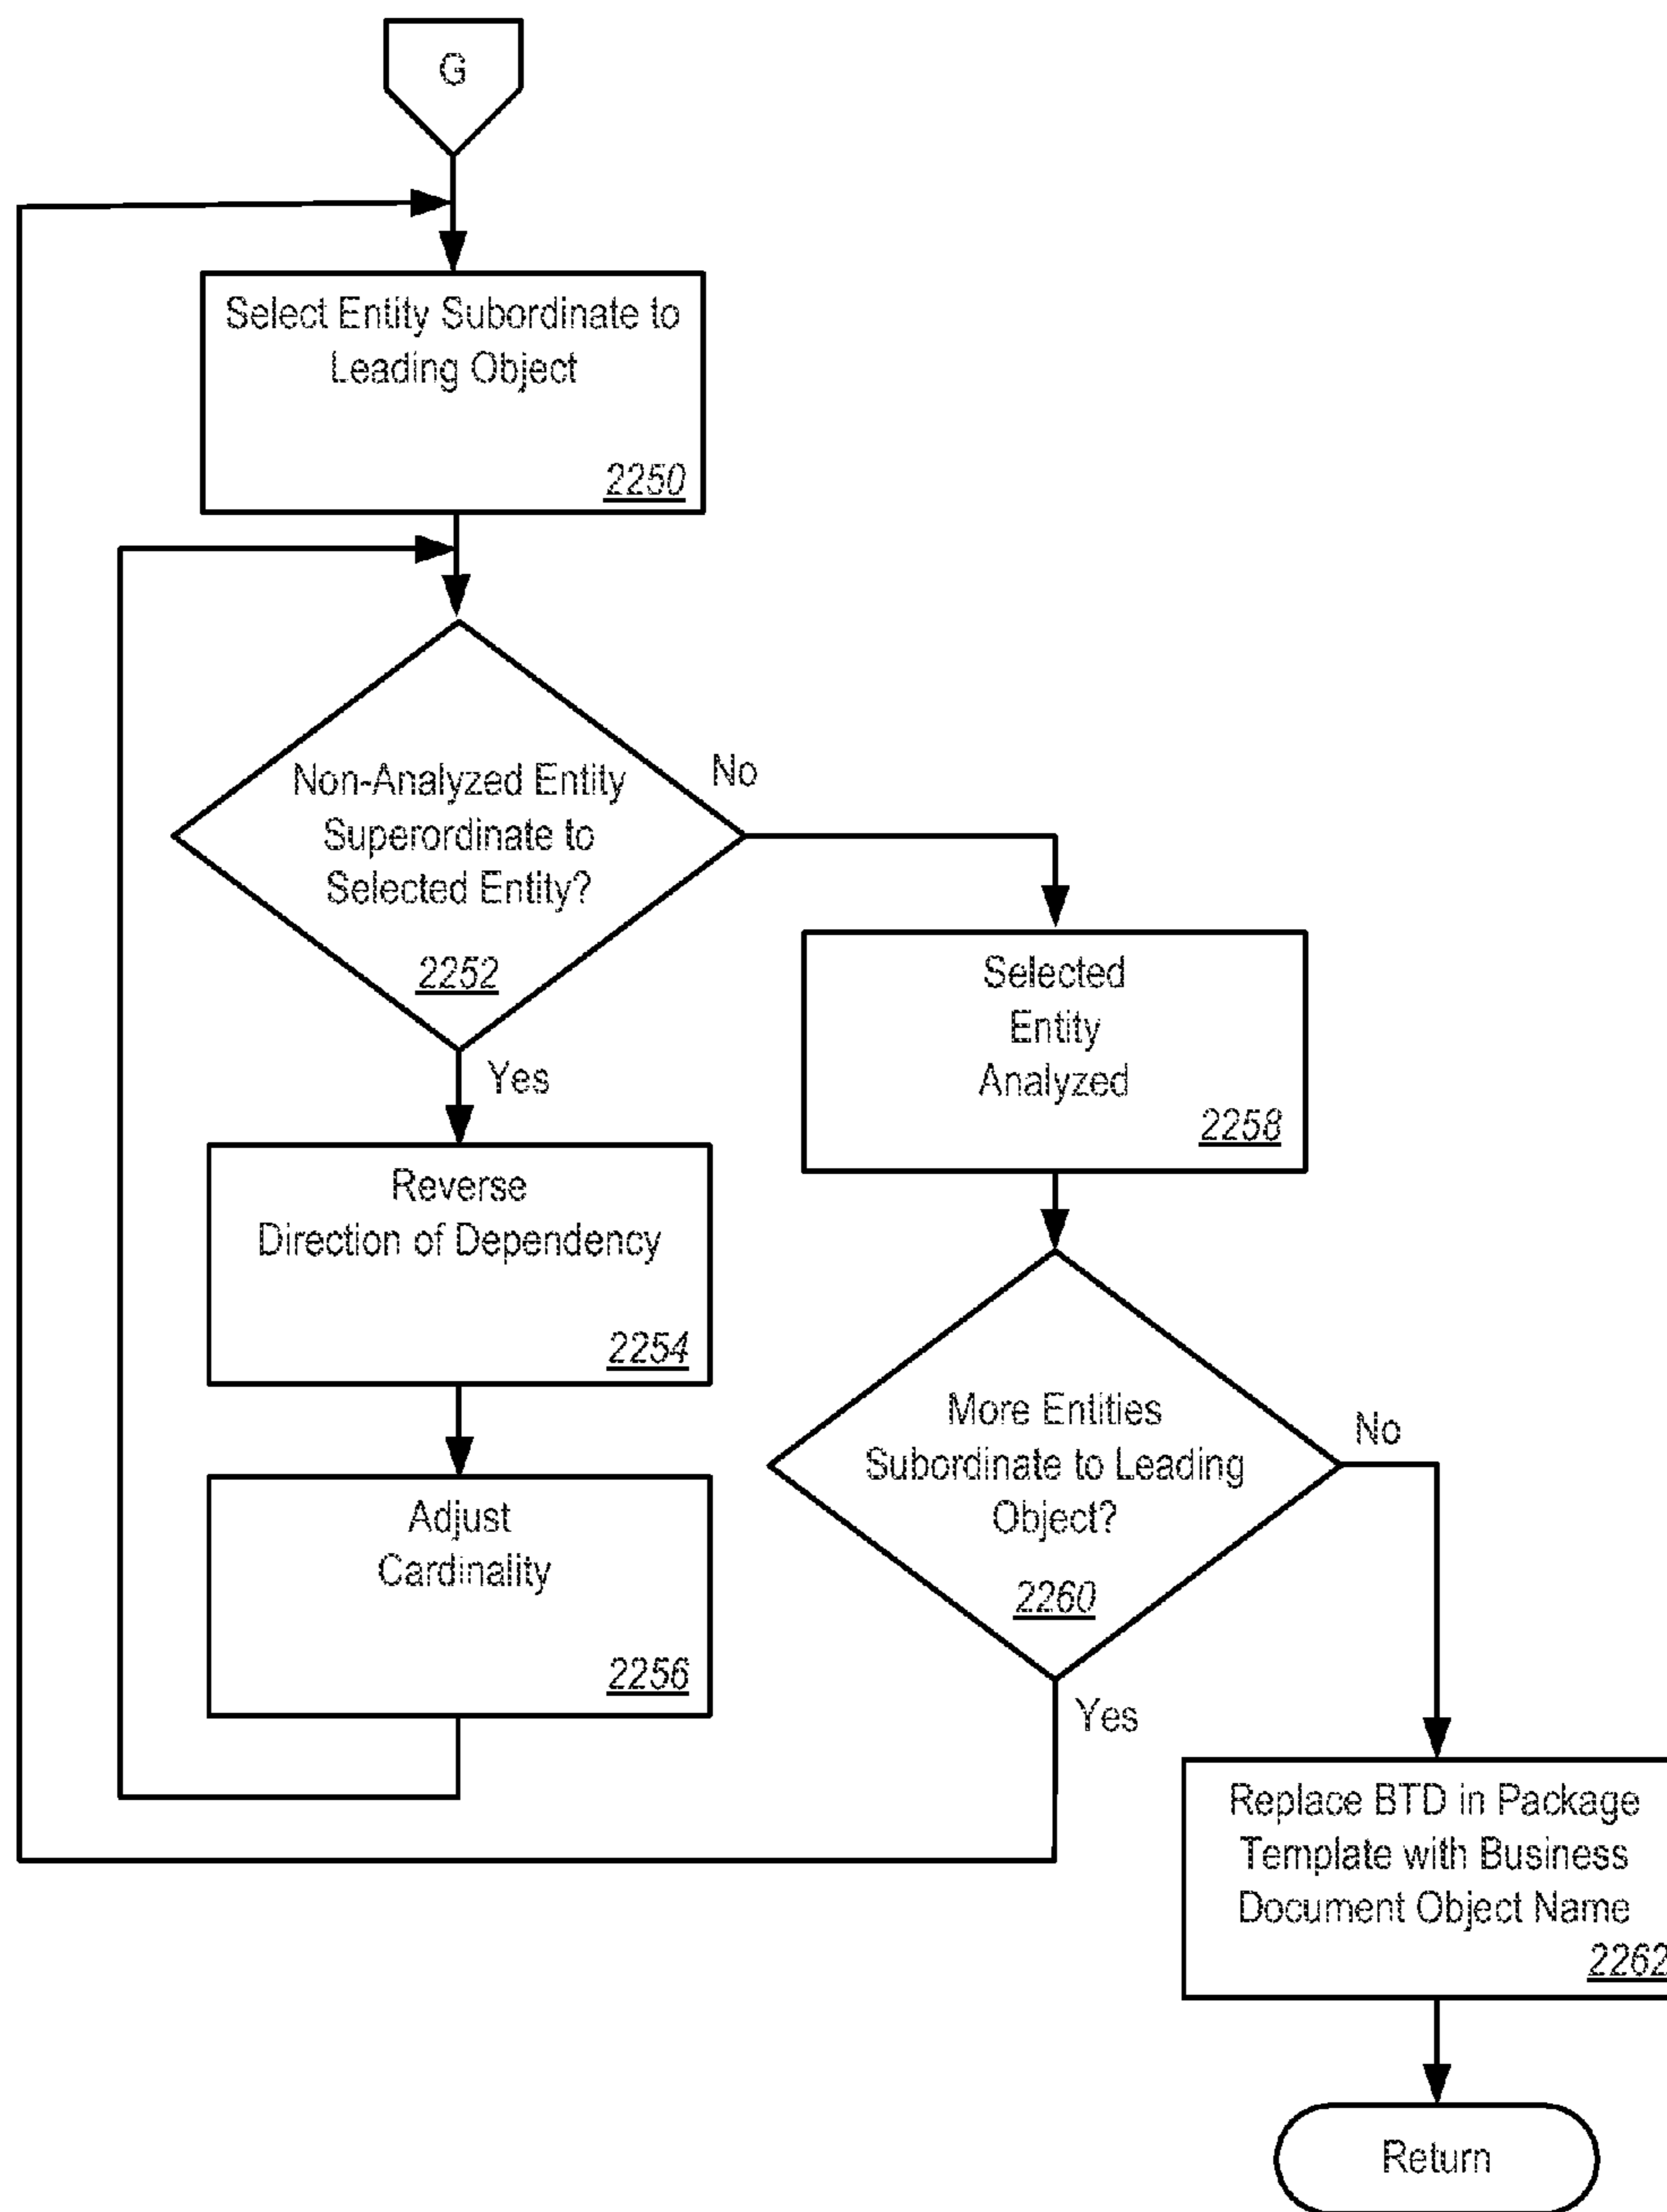 G
Select Entity Subordinate to
Leading Object
2250
Non-Analyzed Entity
Superordinate to
Selected Entity?
2252
No
Yes
Reverse
Direction of Dependency
2254
Adjust
Cardinality
2256
Selected
Entity
Analyzed
2258
More Entities
Subordinate to Leading
Object?
2260
No
Yes
Replace BTD in Package
Template with Business
Document Object Name
2262
Return